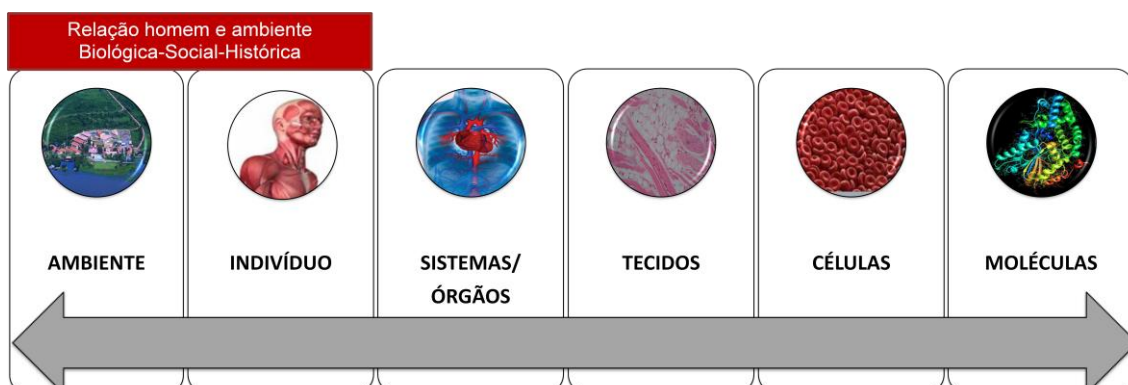 Relação homem e ambiente
Biológica-Social-Histórica
AMBIENTE
INDIVÍDUO
SISTEMAS/
ÓRGÃOS
TECIDOS
CÉLULAS
MOLÉCULAS